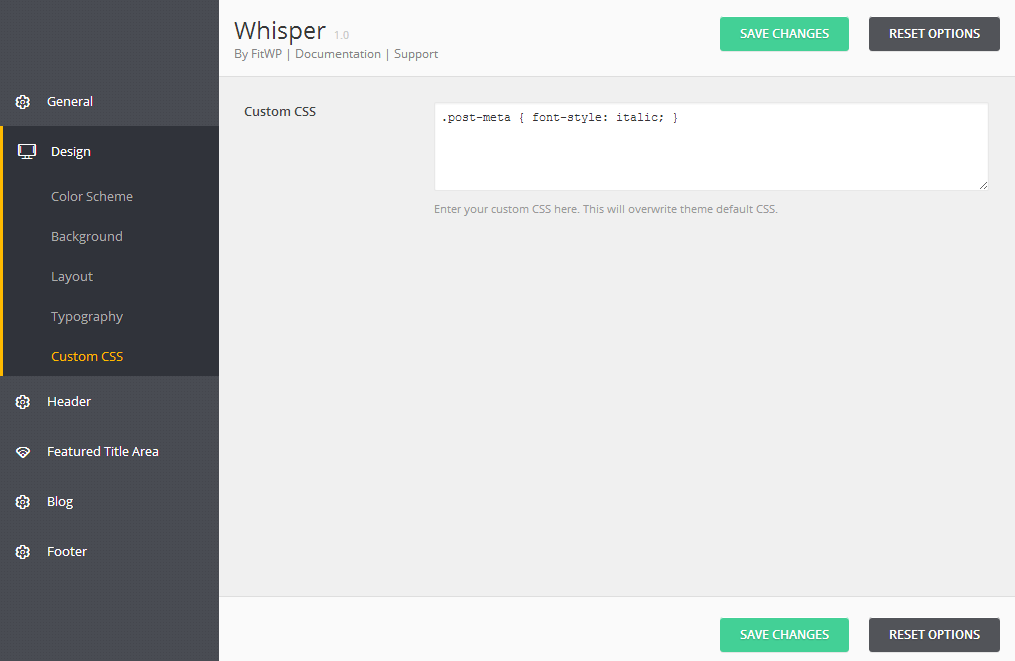 Whisper 1.0
By FitWP | Documentation | Support
SAVE CHANGES
RESET OPTIONS
General
Design
Color Scheme
Background
Layout
Typography
Custom CSS
Header
Featured Title Area
Blog
Footer
Custom CSS
.post-meta { font-style: italic; }
Enter your custom CSS here. This will overwrite theme default CSS.
SAVE CHANGES
RESET OPTIONS